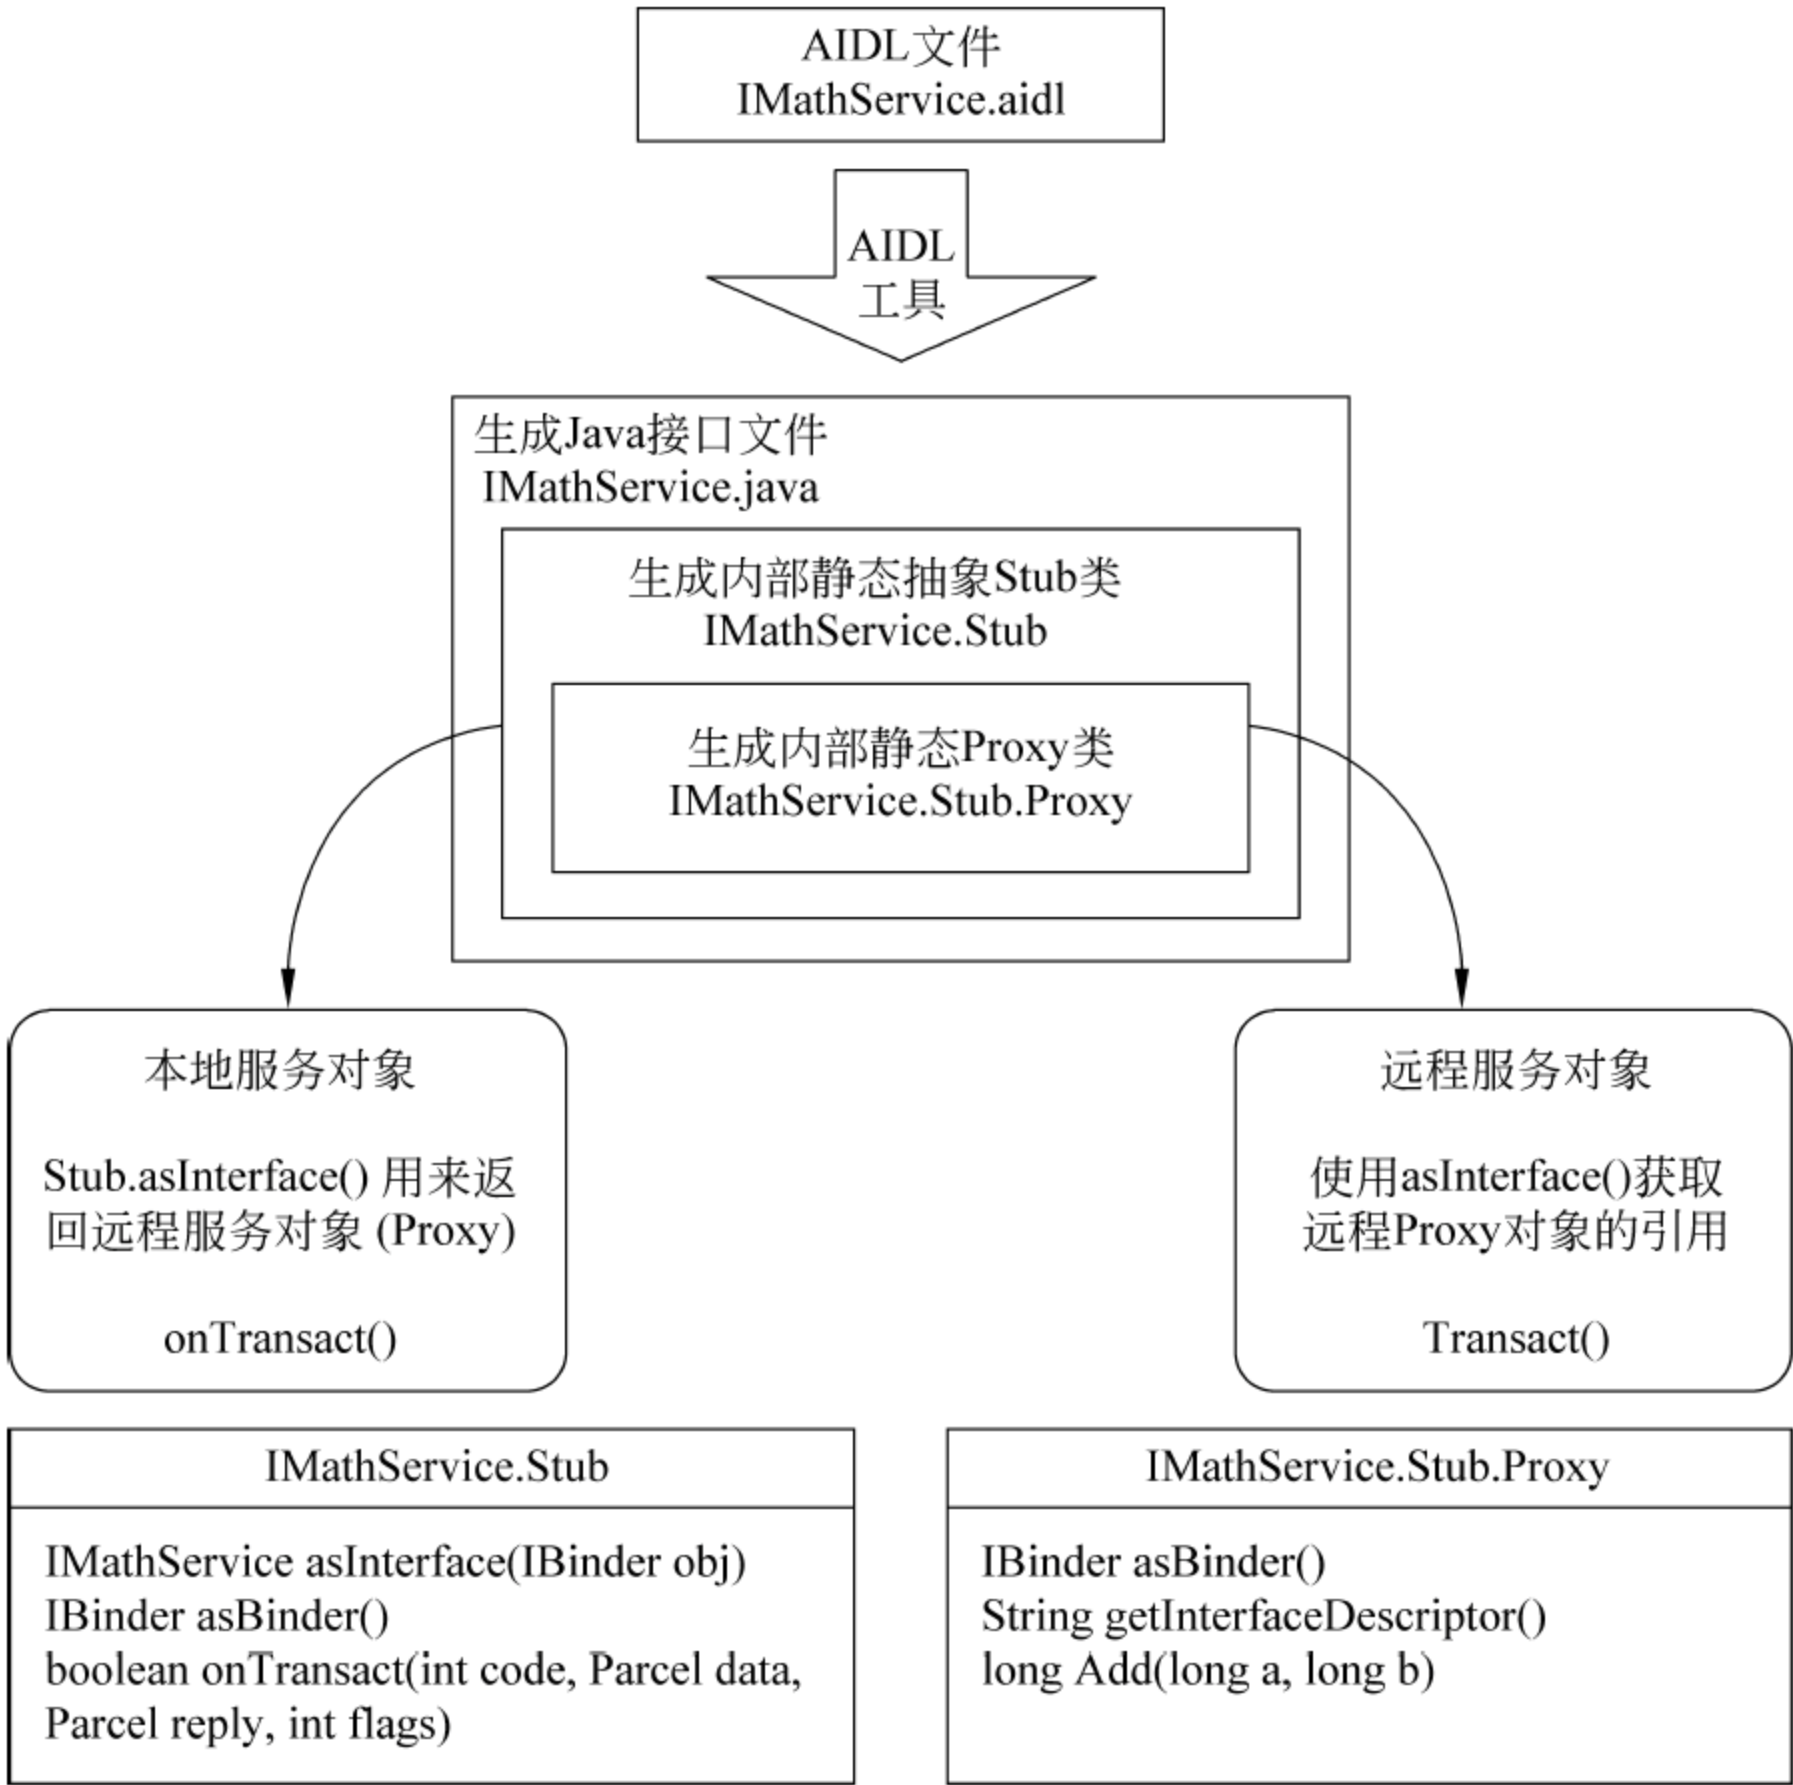 AIDL文件
IMathService.aidl
AIDL
工具
生成Java接口文件
IMathService.java
生成内部静态抽象Stub类
IMathService.Stub
生成内部静态Proxy类
IMathService.Stub.Proxy
本地服务对象
Stub.asInterface() 用来返
回远程服务对象 (Proxy)
onTransact()
远程服务对象
使用asInterface()获取
远程Proxy对象的引用
Transact()
IMathService.Stub
IMathService asInterface(IBinder obj)
IBinder asBinder()
boolean onTransact(int code, Parcel data,
Parcel reply, int flags)
IMathService.Stub.Proxy
IBinder asBinder()
String getInterfaceDescriptor()
long Add(long a, long b)